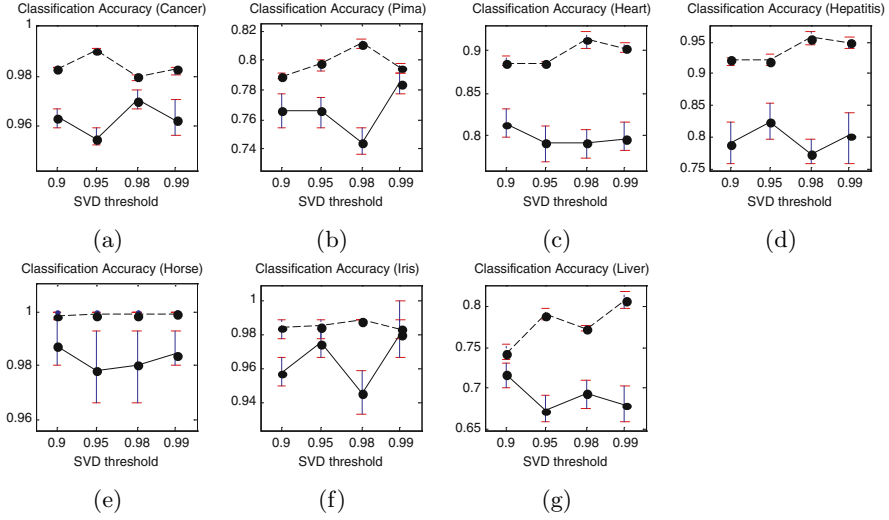 Classification Accuracy (Cancer)
1
0.98
0.96
0.9 0.95 0.98 0.99
SVD threshold
(a)
Classification Accuracy (Pima)
0.82
0.8
0.78
0.76
0.74
0.9 0.95 0.98 0.99
SVD threshold
(b)
Classification Accuracy (Heart)
0.9
0.85
0.8
0.9 0.95 0.98 0.99
SVD threshold
(c)
Classification Accuracy (Hepatitis)
0.95
0.9
0.85
0.8
0.75
0.9 0.95 0.98 0.99
SVD threshold
(d)
Classification Accuracy (Horse)
1
0.98
0.96
0.9 0.95 0.98 0.99
SVD threshold
(e)
Classification Accuracy (Iris)
1
0.98
0.96
0.94
0.9 0.95 0.98 0.99
SVD threshold
(f)
Classification Accuracy (Liver)
0.8
0.75
0.7
0.65
0.9 0.95 0.98 0.99
SVD threshold
(g)